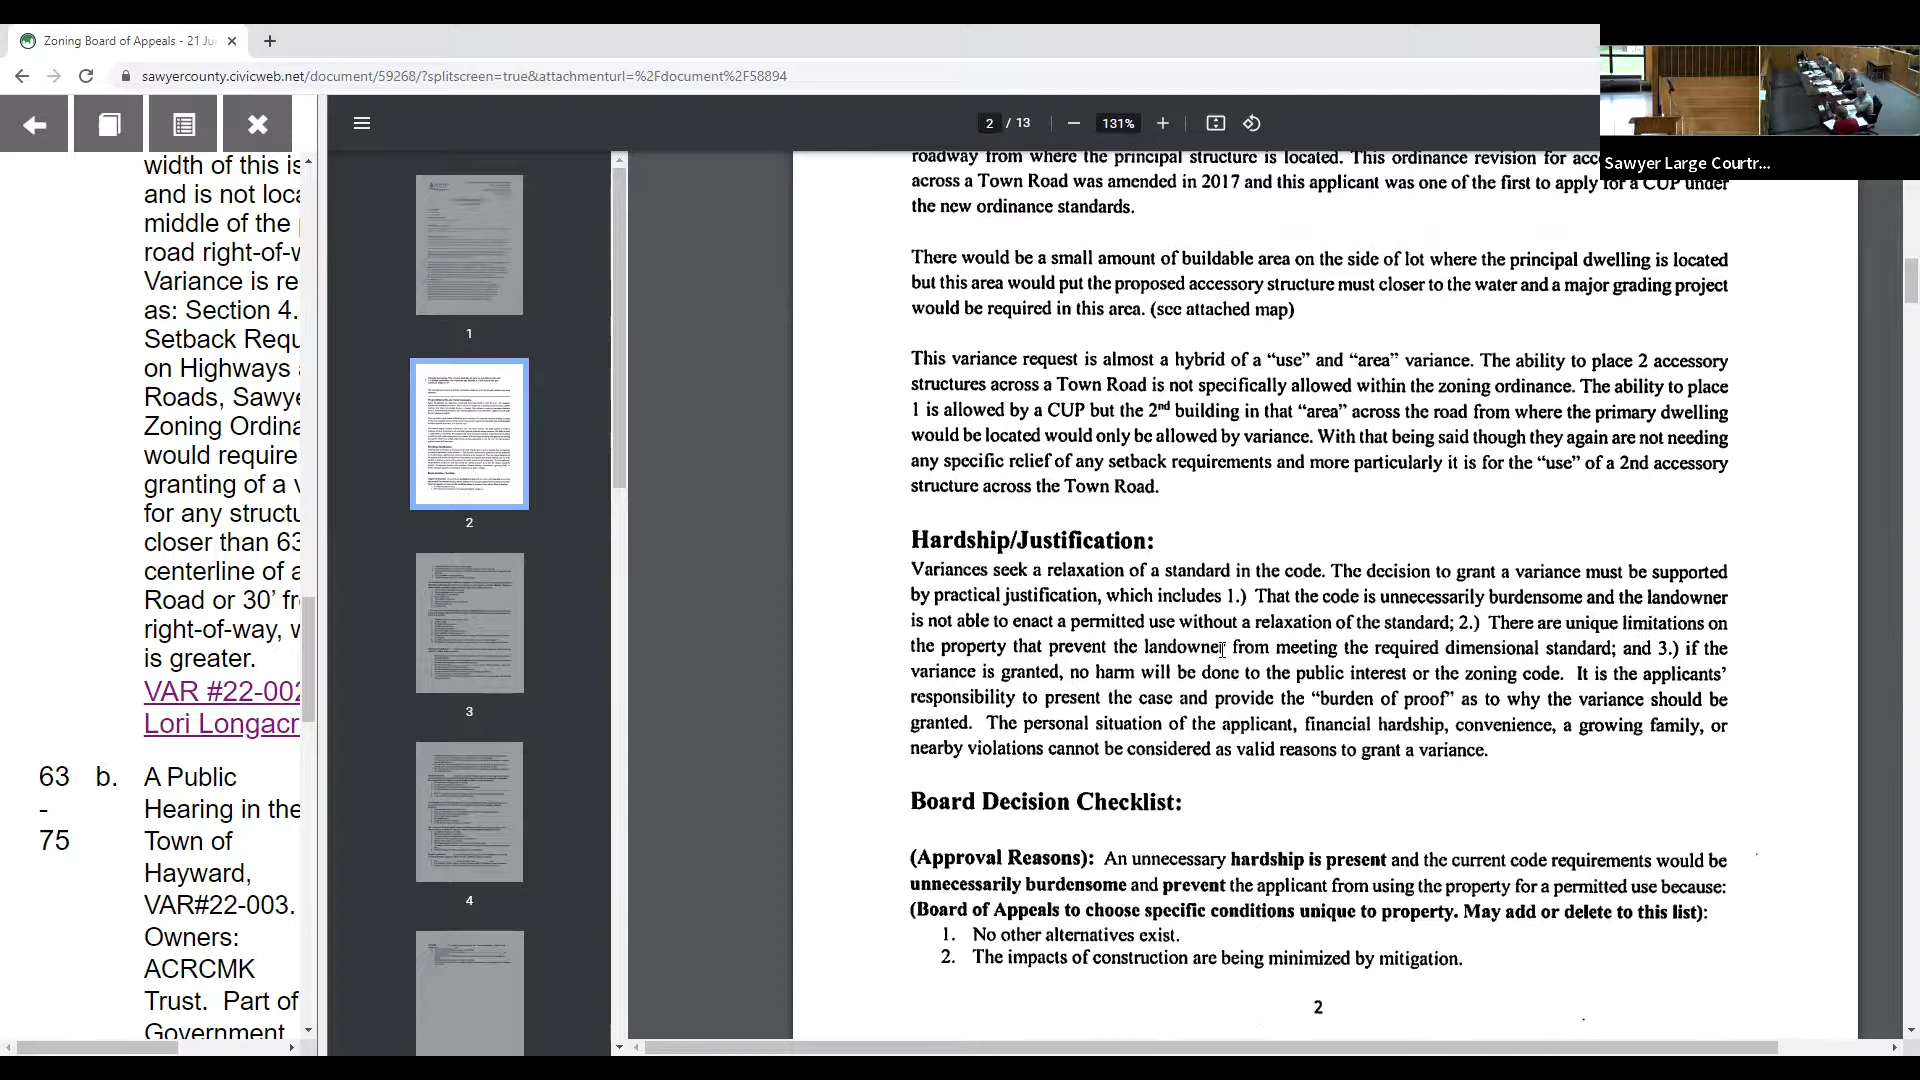 Zoning Board of Appeals - 21 Ju
sawyercounty.civicweb.net/document/59268/?splitscreen=true&attachmenturl=%2Fdocument%2F58894
Sawyer Large Courtr...
2 / 13
131%
width of this is
and is not loca
middle of the
road right-of-w
Variance is re
as: Section 4.
Setback Requ
on Highways
Roads, Sawye
Zoning Ordina
would require
granting of a v
for any structu
closer than 63
centerline of a
Road or 30’ fr
right-of-way, w
is greater.
VAR #22-002
Lori Longacr
63
-
75
b.
A Public
Hearing in the
Town of
Hayward,
VAR#22-003.
Owners:
ACRCMK
Trust. Part of
Government
1
2
3
4
roadway from where the principal structure is located. This ordinance revision for acc
across a Town Road was amended in 2017 and this applicant was one of the first to apply for a CUP under
the new ordinance standards.
There would be a small amount of buildable area on the side of lot where the principal dwelling is located
but this area would put the proposed accessory structure must closer to the water and a major grading project
would be required in this area. (see attached map)
This variance request is almost a hybrid of a “use” and “area” variance. The ability to place 2 accessory
structures across a Town Road is not specifically allowed within the zoning ordinance. The ability to place
1 is allowed by a CUP but the 2nd building in that “area” across the road from where the primary dwelling
would be located would only be allowed by variance. With that being said though they again are not needing
any specific relief of any setback requirements and more particularly it is for the “use” of a 2nd accessory
structure across the Town Road.
Hardship/Justification:
Variances seek a relaxation of a standard in the code. The decision to grant a variance must be supported
by practical justification, which includes 1.) That the code is unnecessarily burdensome and the landowner
is not able to enact a permitted use without a relaxation of the standard; 2.) There are unique limitations on
the property that prevent the landowner from meeting the required dimensional standard; and 3.) if the
variance is granted, no harm will be done to the public interest or the zoning code. It is the applicants’
responsibility to present the case and provide the “burden of proof” as to why the variance should be
granted. The personal situation of the applicant, financial hardship, convenience, a growing family, or
nearby violations cannot be considered as valid reasons to grant a variance.
Board Decision Checklist:
(Approval Reasons): An unnecessary hardship is present and the current code requirements would be
unnecessarily burdensome and prevent the applicant from using the property for a permitted use because:
(Board of Appeals to choose specific conditions unique to property. May add or delete to this list):
1. No other alternatives exist.
2. The impacts of construction are being minimized by mitigation.
2